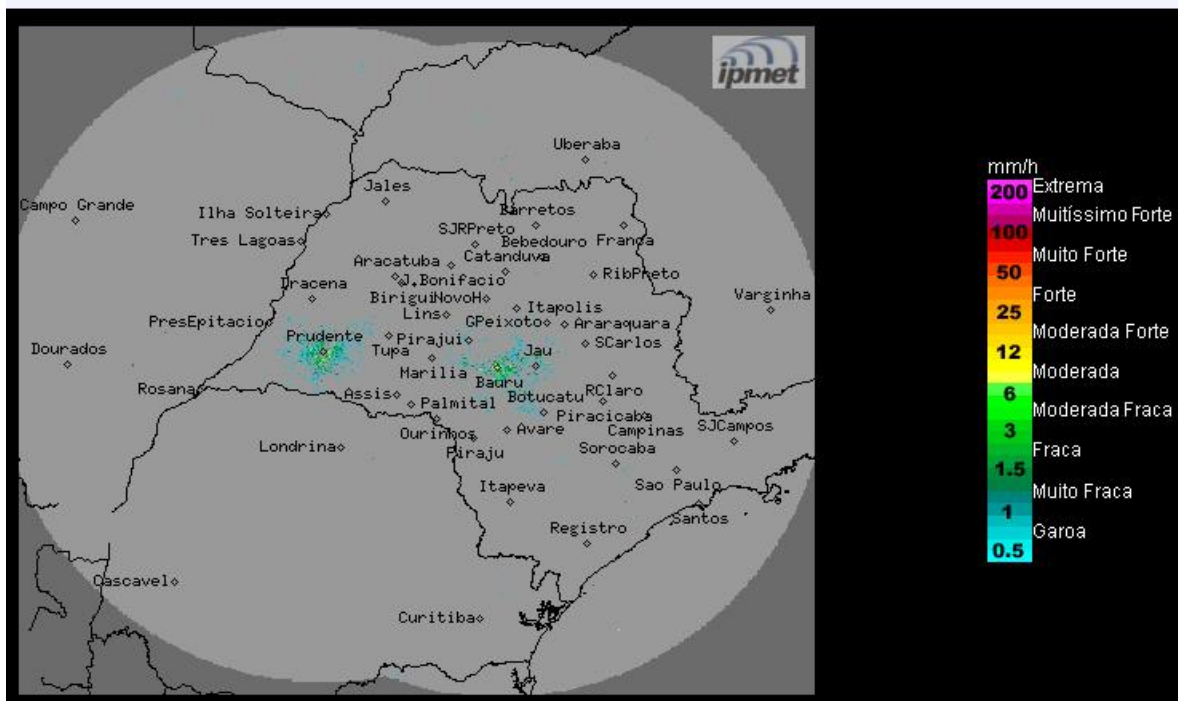 ipmet
Uberaba
Jales
Campo Grande
Ilha Solteira
Barretos
SJRPreto
Tres Lagoas
Bebedouro
Franca
Catanduva
Aracatuba
J.Bonifacio
RibPreto
Dracena
Birigui
NovoH
Varginha
Itapolis
Lins
PresEpitacio
GPeixoto
Araraquara
Prudente
Pirajui
SCarlos
Dourados
Tupa
Jau
Marilia
Bauru
Rosana
Assis
Botucatu
RClaro
Palmital
Piracicaba
Ourinhos
Avare
Campinas
SJCampos
Londrina
Piraju
Sorocaba
Itapeva
Sao Paulo
Santos
Registro
Cascavel
Curitiba
mm/h
200 Extrema
Muitíssimo Forte
100
Muito Forte
50
Forte
25
Moderada Forte
12
Moderada
6
Moderada Fraca
3
Fraca
1.5
Muito Fraca
1
Garoa
0.5